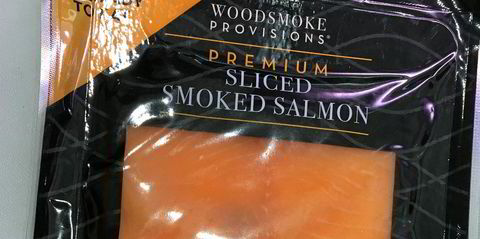 WOODSMOKE
PROVISIONS®
PREMIUM
SLICED
SMOKED SALMON